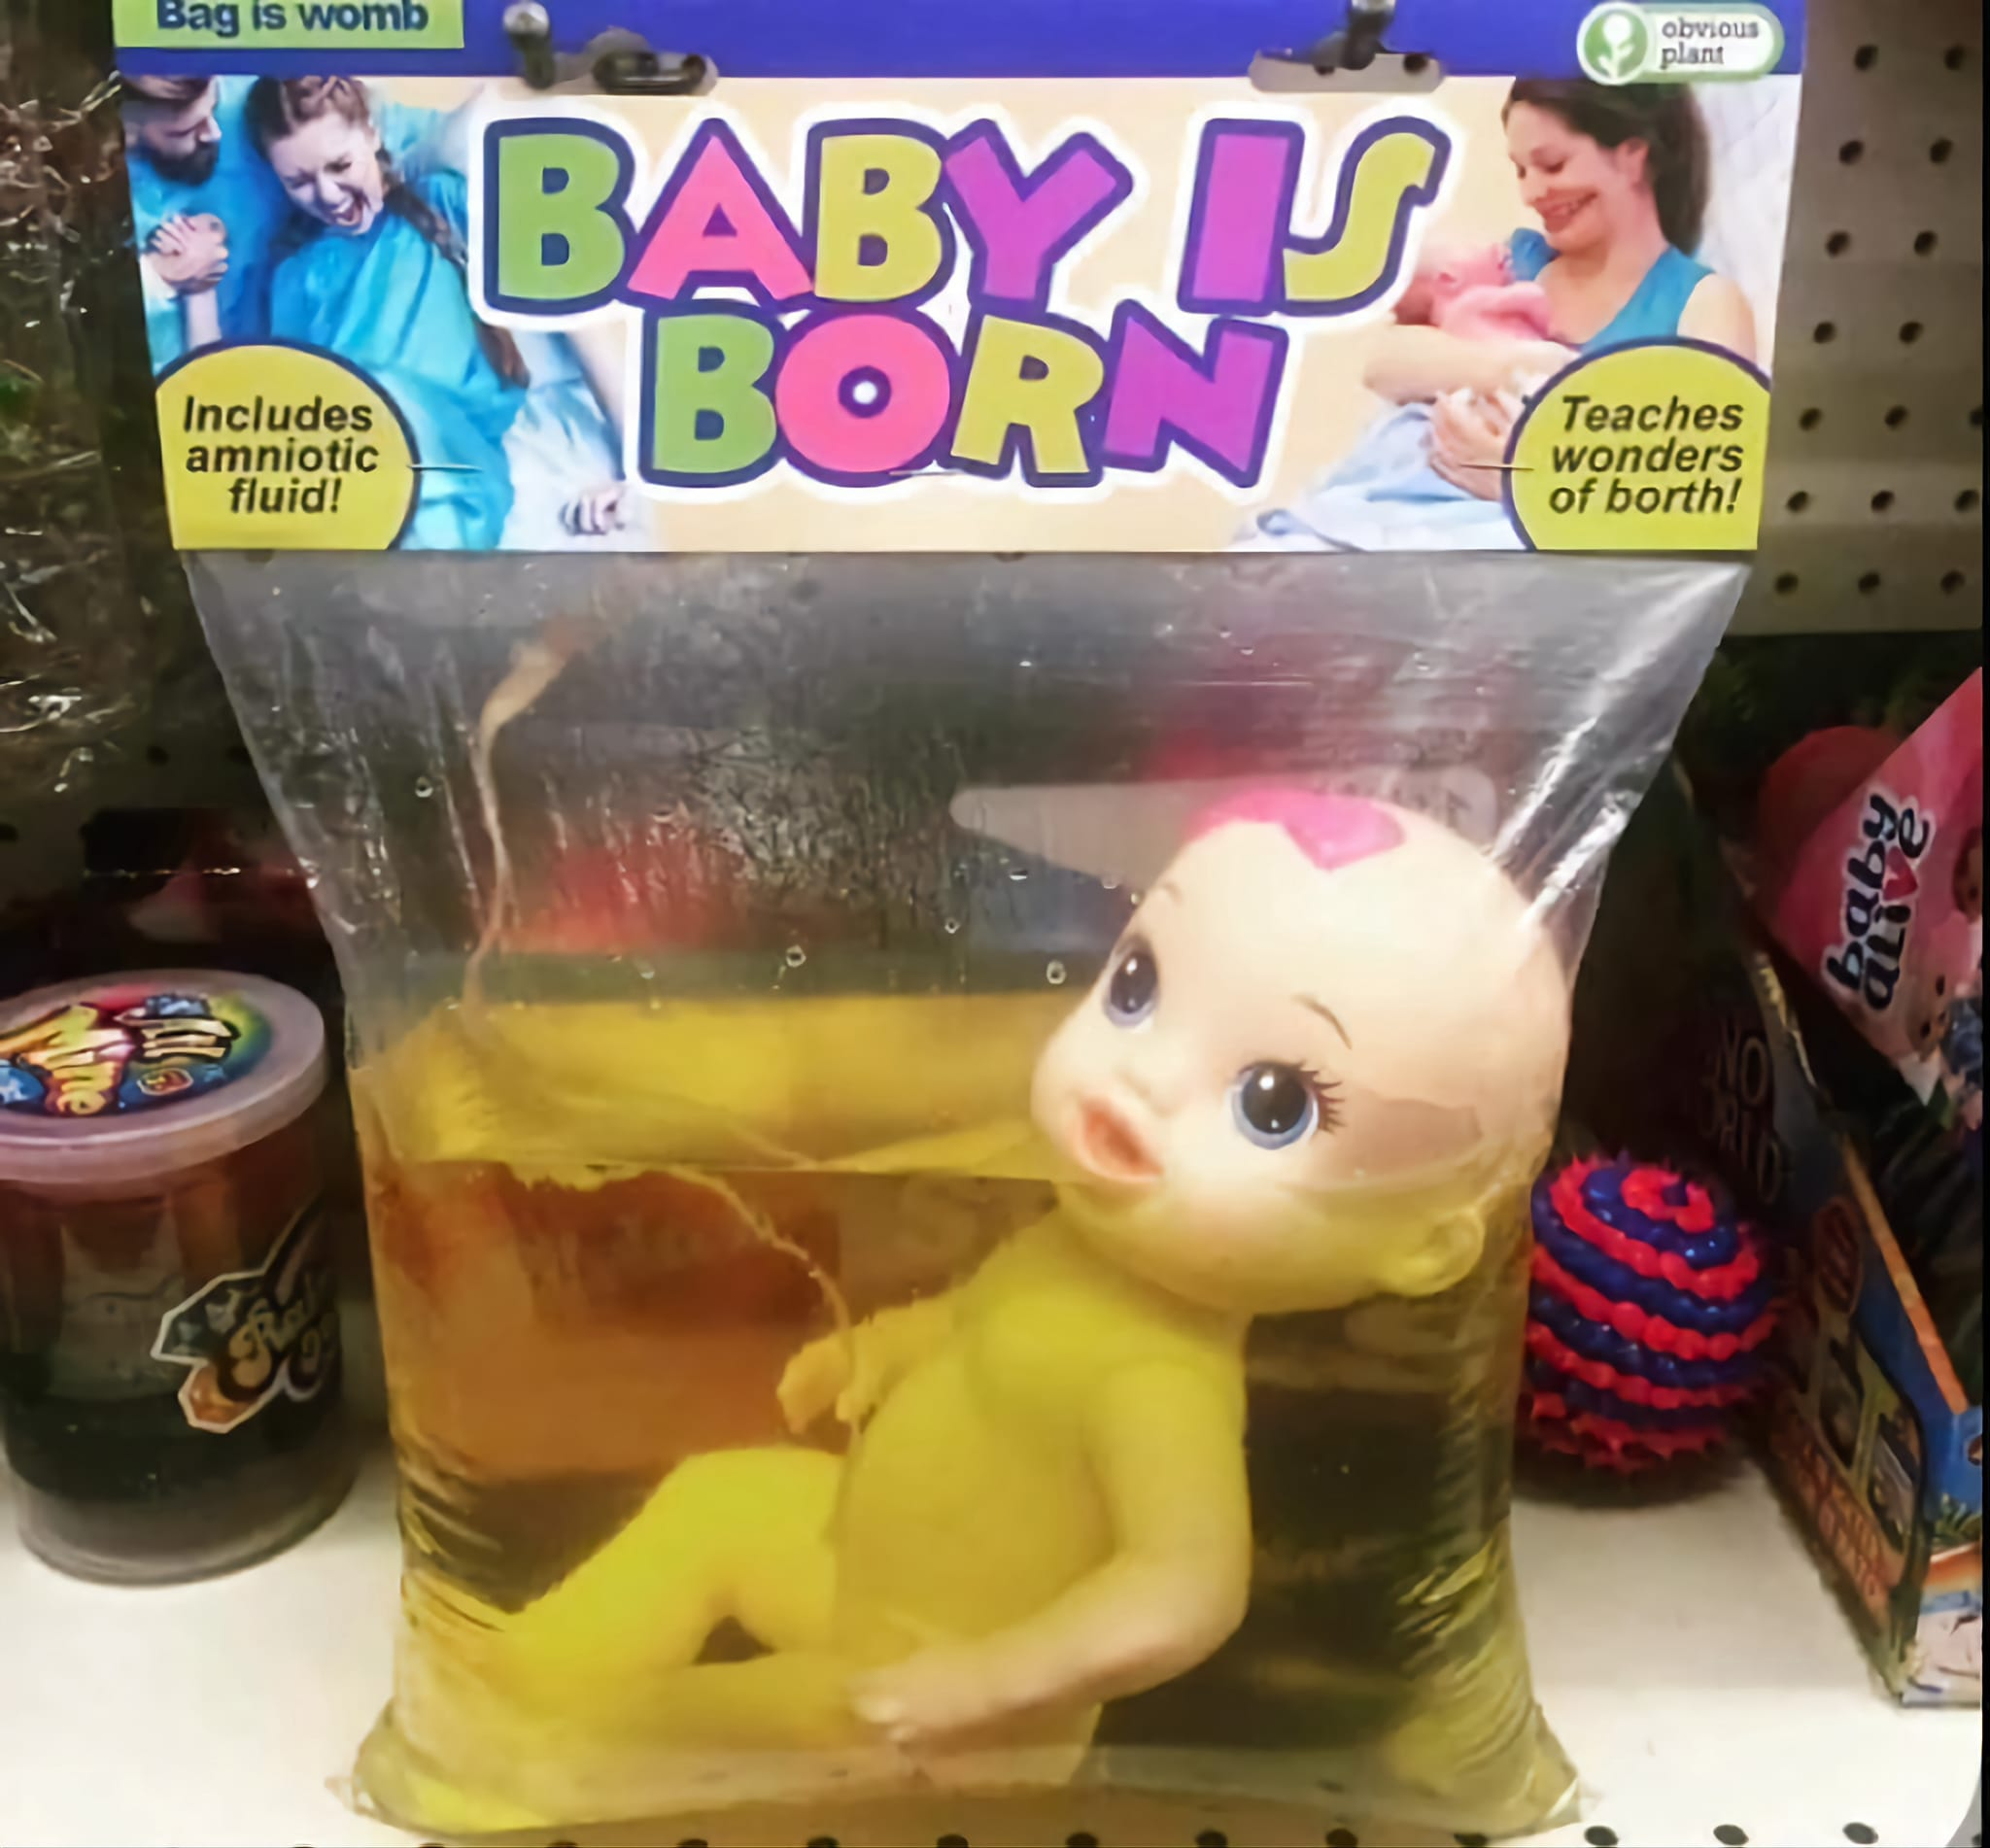 Bag is womb
obvious
plant
BABY IS
BORN
Includes
amniotic
fluid!
Teaches
wonders
of borth!
baby
alive